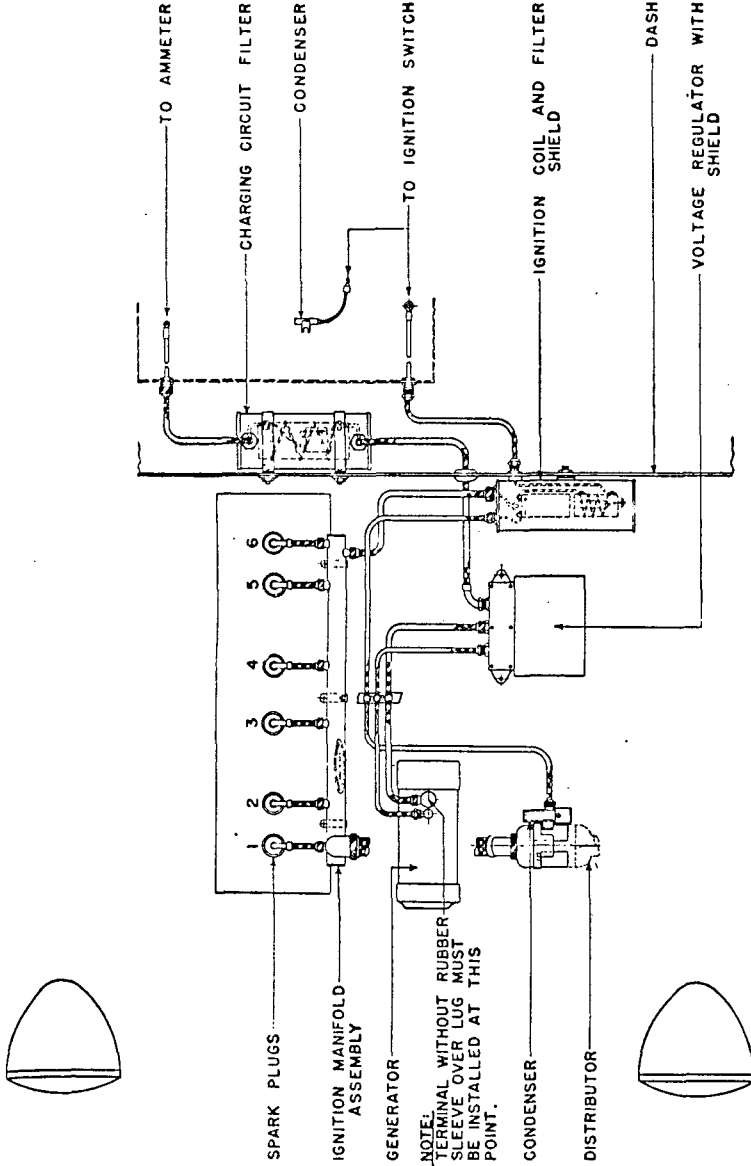 TO AMMETER
CHARGING CIRCUIT FILTER
CONDENSER
TO IGNITION SWITCH
IGNITION COIL AND FILTER
SHIELD
DASH
VOLTAGE REGULATOR WITH
SHIELD
1 2 3 4 5 6
SPARK PLUGS
IGNITION MANIFOLD
ASSEMBLY
GENERATOR
NOTE:
TERMINAL WITHOUT RUBBER
SLEEVE OVER LUG MUST
BE INSTALLED AT THIS
POINT.
CONDENSER
DISTRIBUTOR